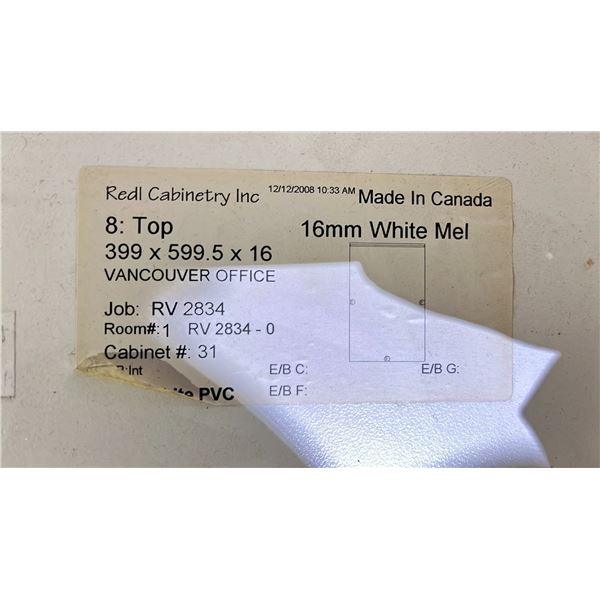 Redl Cabinetry Inc 12/12/2008 10:33 AM Made In Canada
8: Top 16mm White Mel
399 x 599.5 x 16
VANCOUVER OFFICE
Job: RV 2834
Room#: 1 RV 2834 - 0
Cabinet #: 31
:Int E/B C: E/B G:
PVC E/B F: